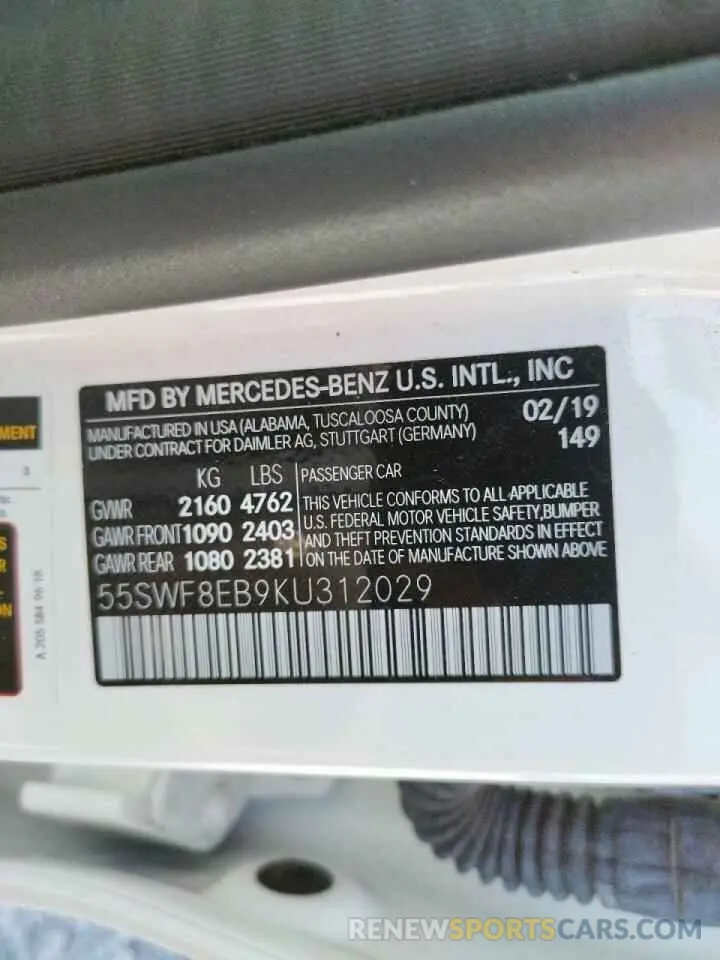 MFD BY MERCEDES-BENZ U.S. INTL., INC
MANUFACTURED IN USA (ALABAMA, TUSCALOOSA COUNTY)
UNDER CONTRACT FOR DAIMLER AG, STUTTGART (GERMANY)
02/19
149
KG LBS
GVWR 2160 4762
GAWR FRONT 1090 2403
GAWR REAR 1080 2381
PASSENGER CAR
THIS VEHICLE CONFORMS TO ALL APPLICABLE
U.S. FEDERAL MOTOR VEHICLE SAFETY, BUMPER
AND THEFT PREVENTION STANDARDS IN EFFECT
ON THE DATE OF MANUFACTURE SHOWN ABOVE
55SWF8EB9KU312029
MENT
S
R
ON
RENEWSPORTSCARS.COM